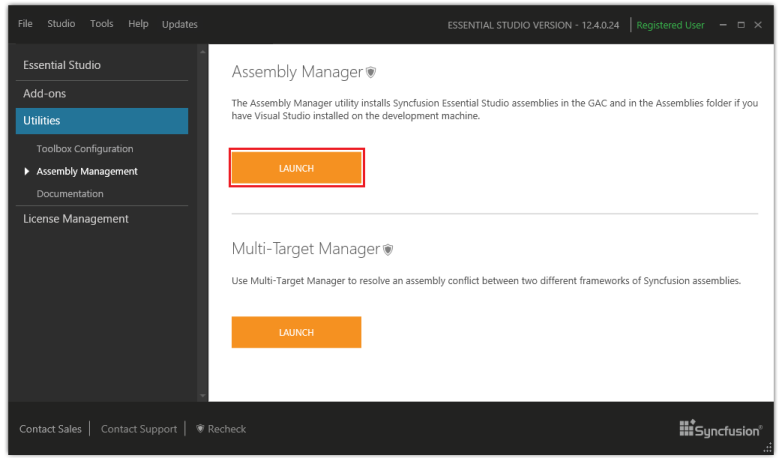 File Studio Tools Help Updates ESSENTIAL STUDIO VERSION - 12.4.0.24 Registered User
Essential Studio
Add-ons
Utilities
Toolbox Configuration
Assembly Management
Documentation
License Management
Assembly Manager
The Assembly Manager utility installs Syncfusion Essential Studio assemblies in the GAC and in the Assemblies folder if you
have Visual Studio installed on the development machine.
LAUNCH
Multi-Target Manager
Use Multi-Target Manager to resolve an assembly conflict between two different frameworks of Syncfusion assemblies.
LAUNCH
Contact Sales Contact Support Recheck
Syncfusion®